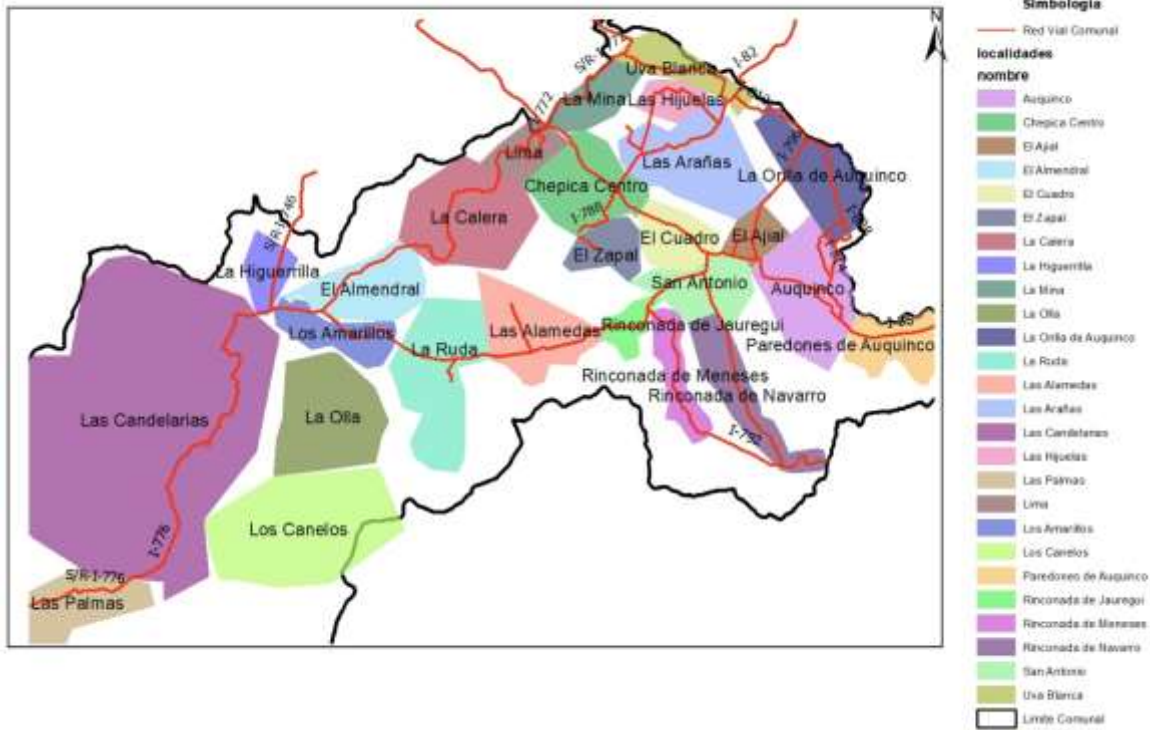 N
S/R-1-77
I-82
Uva Blanca
La Mina
Las Hijuelas
Lima
Las Arañas
I-796
La Orilla de Auquinco
Chepica Centro
La Calera
I-788
S/R-I-746
El Cuadro
El Ajial
El Zapal
La Higuerrilla
San Antonio
El Almendral
Auquinco
Los Amarillos
Rinconada de Jauregui
Las Alamedas
La Ruda
Paredones de Auquinco
Rinconada de Meneses
Rinconada de Navarro
Las Candelarias
La Olla
I-792
Los Canelos
I-776
S/R-I-776
Las Palmas
Simbología
Red Vial Comunal
localidades
nombre
Auquinco
Chepica Centro
El Ajial
El Almendral
El Cuadro
El Zapal
La Calera
La Higuerrilla
La Mina
La Olla
La Orilla de Auquinco
La Ruda
Las Alamedas
Las Arañas
Las Candelarias
Las Hijuelas
Las Palmas
Lima
Los Amarillos
Los Canelos
Paredones de Auquinco
Rinconada de Jauregui
Rinconada de Meneses
Rinconada de Navarro
San Antonio
Uva Blanca
Limite Comunal